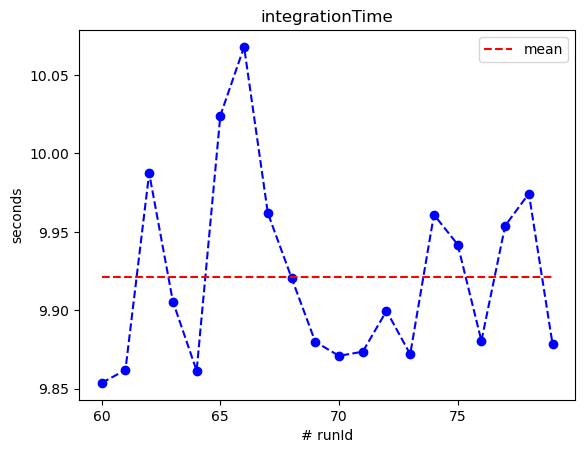 integrationTime
mean
seconds
10.05
10.00
9.95
9.90
9.85
60
65
70
75
# runId